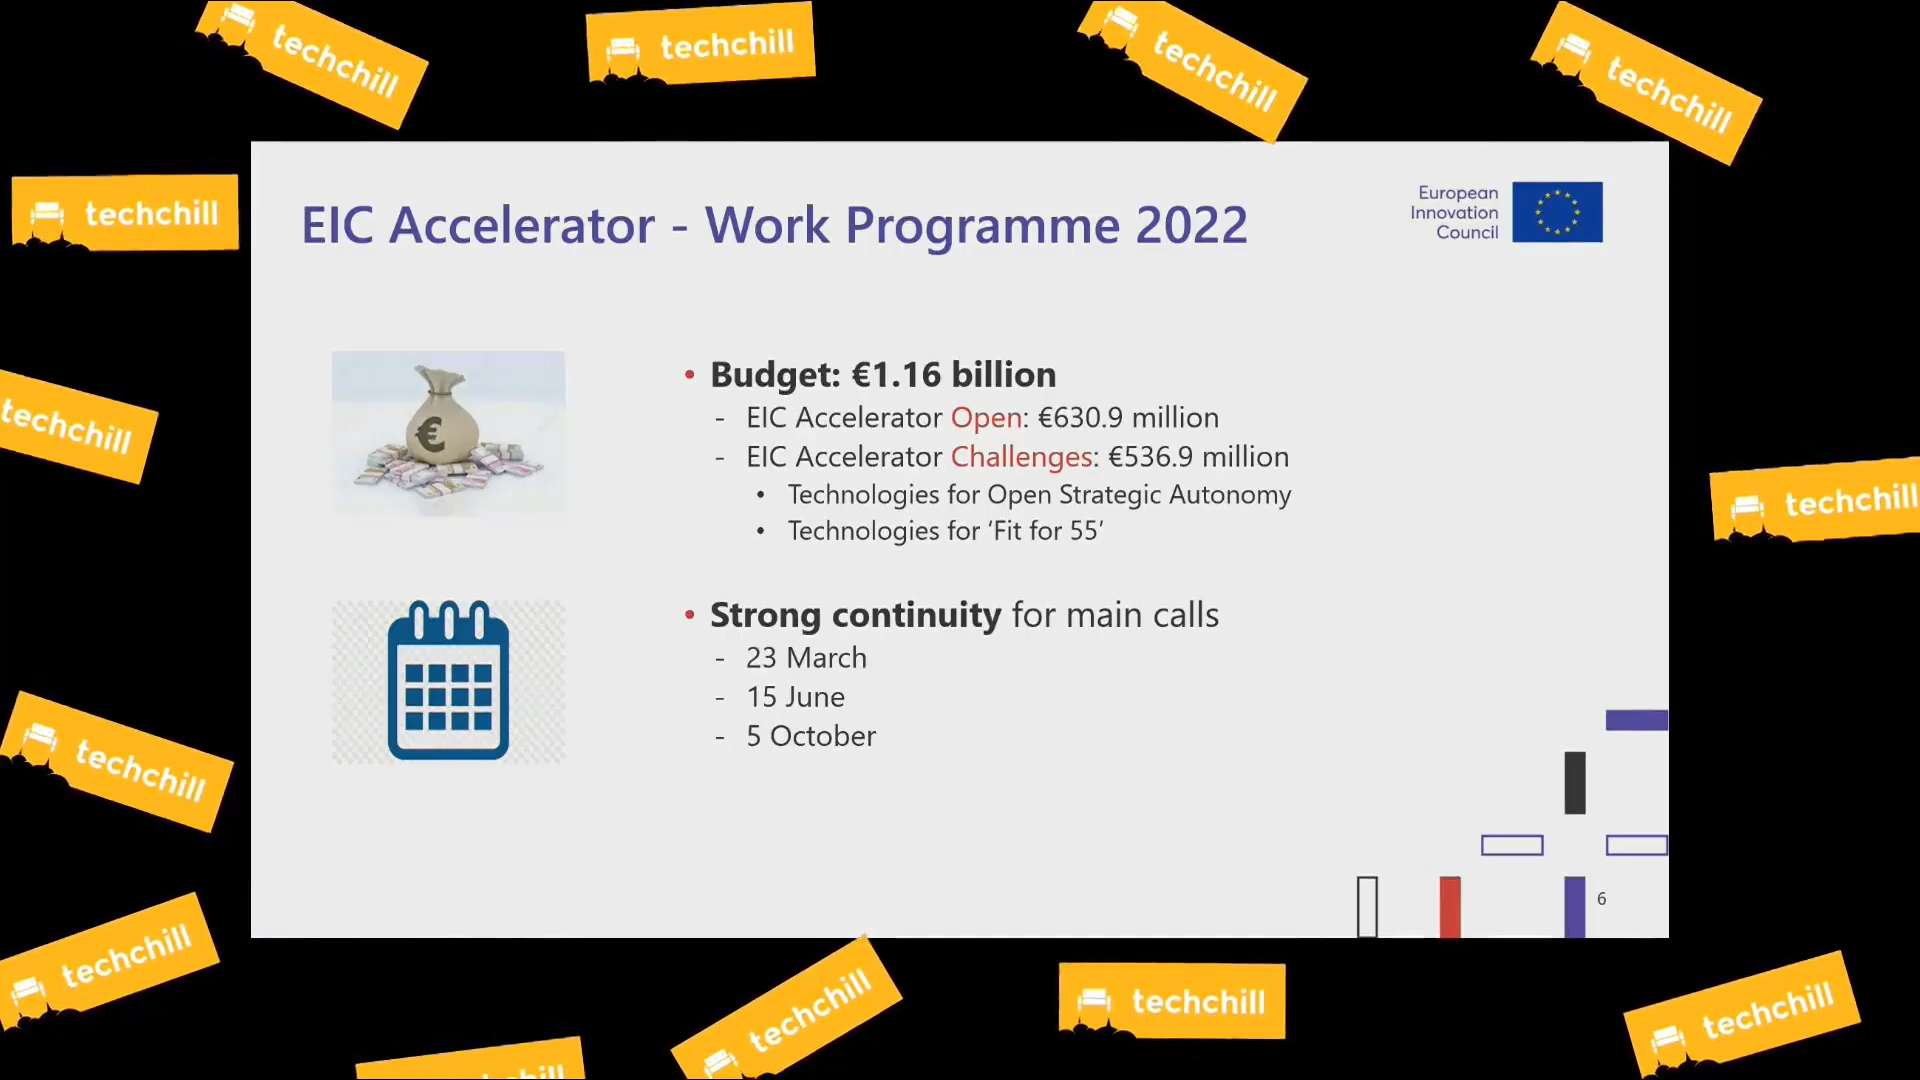 techchill
techchill
techchill
techchill
techchill
EIC Accelerator - Work Programme 2022
European
Innovation
Council
• Budget: €1.16 billion
- EIC Accelerator Open: €630.9 million
- EIC Accelerator Challenges: €536.9 million
• Technologies for Open Strategic Autonomy
• Technologies for ‘Fit for 55’
€
techchill
techchill
• Strong continuity for main calls
- 23 March
- 15 June
- 5 October
techchill
6
techchill
techchill
techchill
techchill
techchill